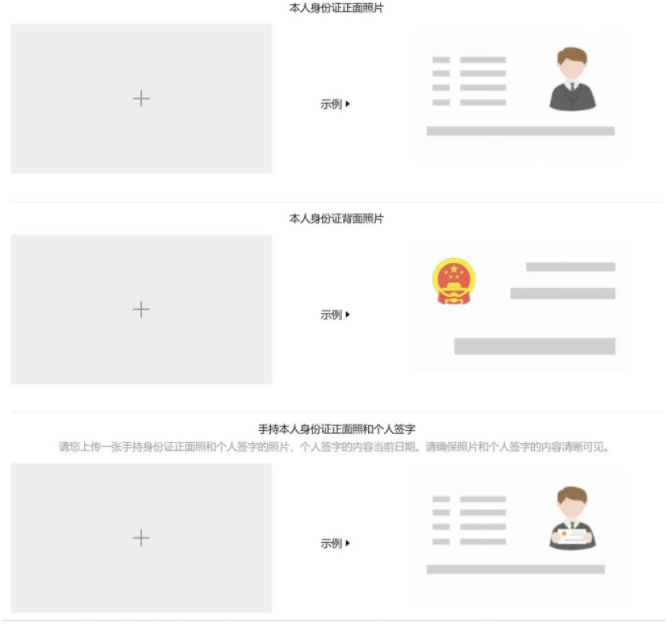 本人身份证正面照片
示例
本人身份证背面照片
示例
手持本人身份证正面照和个人签字
请您上传一张手持身份证正面照和个人签字的照片，个人签字的内容当前日期。请确保照片和个人签字的内容清晰可见。
示例